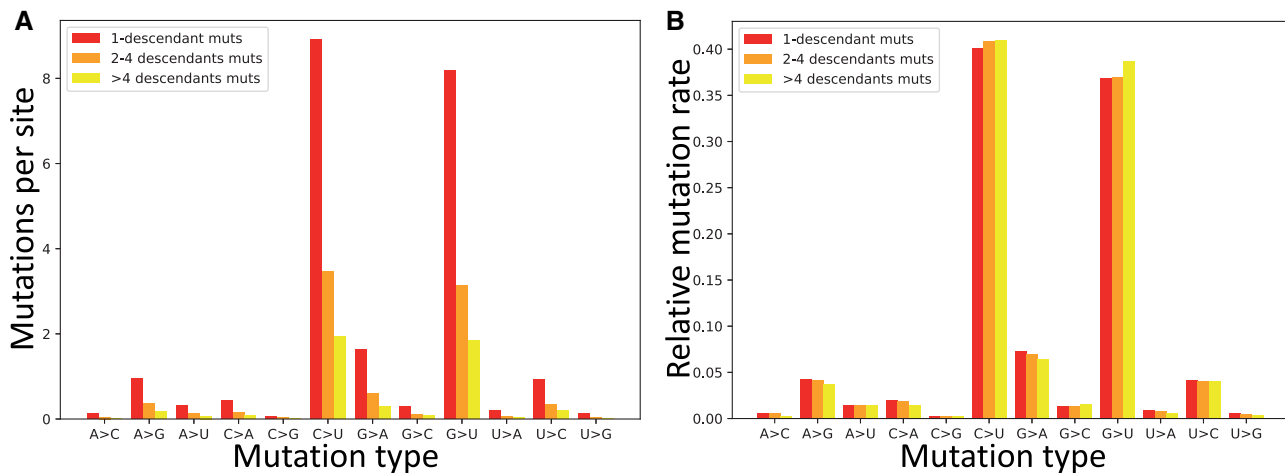 A
1-descendant muts
2-4 descendants muts
>4 descendants muts
Mutations per site
8
6
4
2
0
A>C A>G A>U C>A C>G C>U G>A G>C G>U U>A U>C U>G
Mutation type
B
1-descendant muts
2-4 descendants muts
>4 descendants muts
Relative mutation rate
0.40
0.35
0.30
0.25
0.20
0.15
0.10
0.05
0.00
A>C A>G A>U C>A C>G C>U G>A G>C G>U U>A U>C U>G
Mutation type